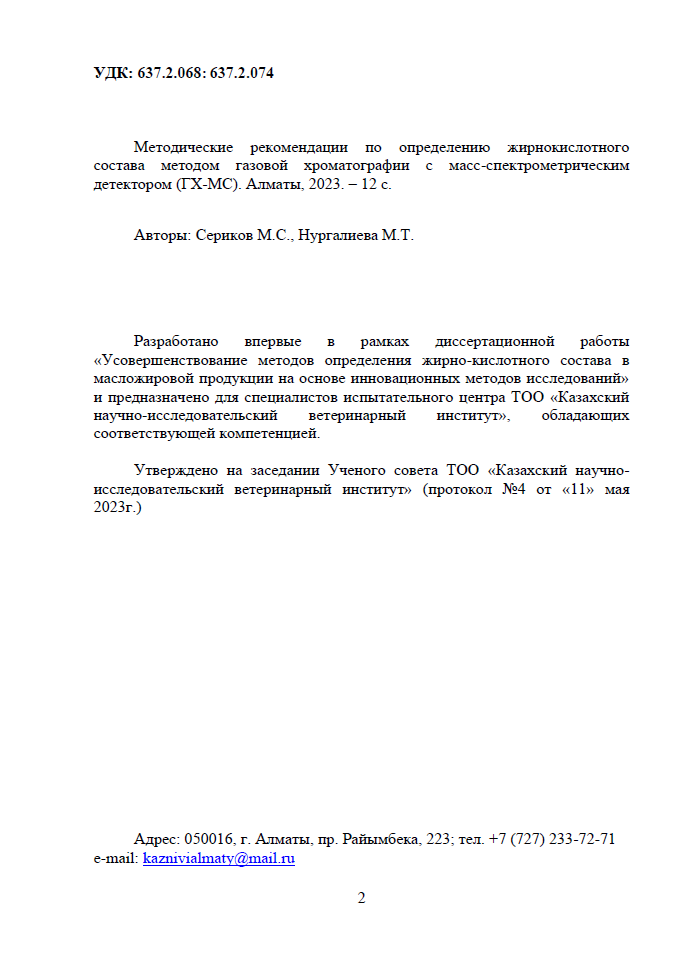 УДК: 637.2.068: 637.2.074
Методические рекомендации по определению жирнокислотного
состава методом газовой хроматографии с масс-спектрометрическим
детектором (ГХ-МС). Алматы, 2023. – 12 с.
Авторы: Сериков М.С., Нургалиева М.Т.
Разработано впервые в рамках диссертационной работы
«Усовершенствование методов определения жирно-кислотного состава в
масложировой продукции на основе инновационных методов исследований»
и предназначено для специалистов испытательного центра ТОО «Казахский
научно-исследовательский ветеринарный институт», обладающих
соответствующей компетенцией.
Утверждено на заседании Ученого совета ТОО «Казахский научно-
исследовательский ветеринарный институт» (протокол №4 от «11» мая
2023г.)
Адрес: 050016, г. Алматы, пр. Райымбека, 223; тел. +7 (727) 233-72-71
e-mail: kaznivialmaty@mail.ru
2